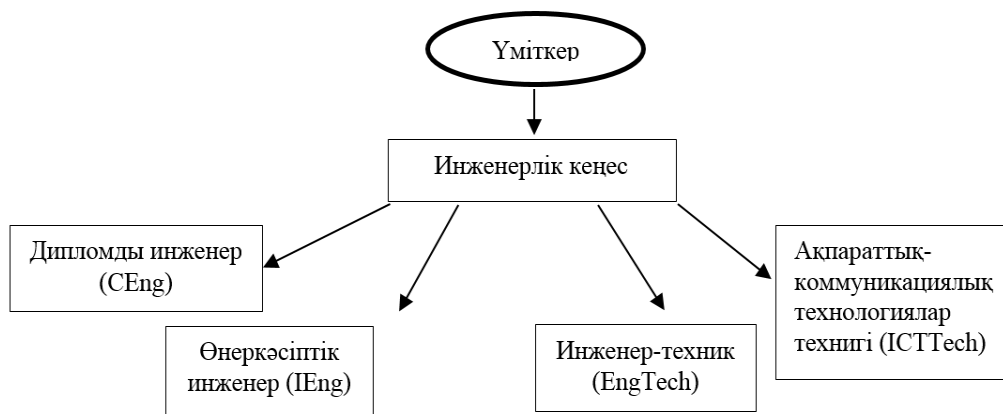 Үміткер
Инженерлік кеңес
Дипломды инженер
(CEng)
Өнеркәсіптік
инженер (IEng)
Инженер-техник
(EngTech)
Ақпараттық-
коммуникациялық
технологиялар
технигі (ICTTech)